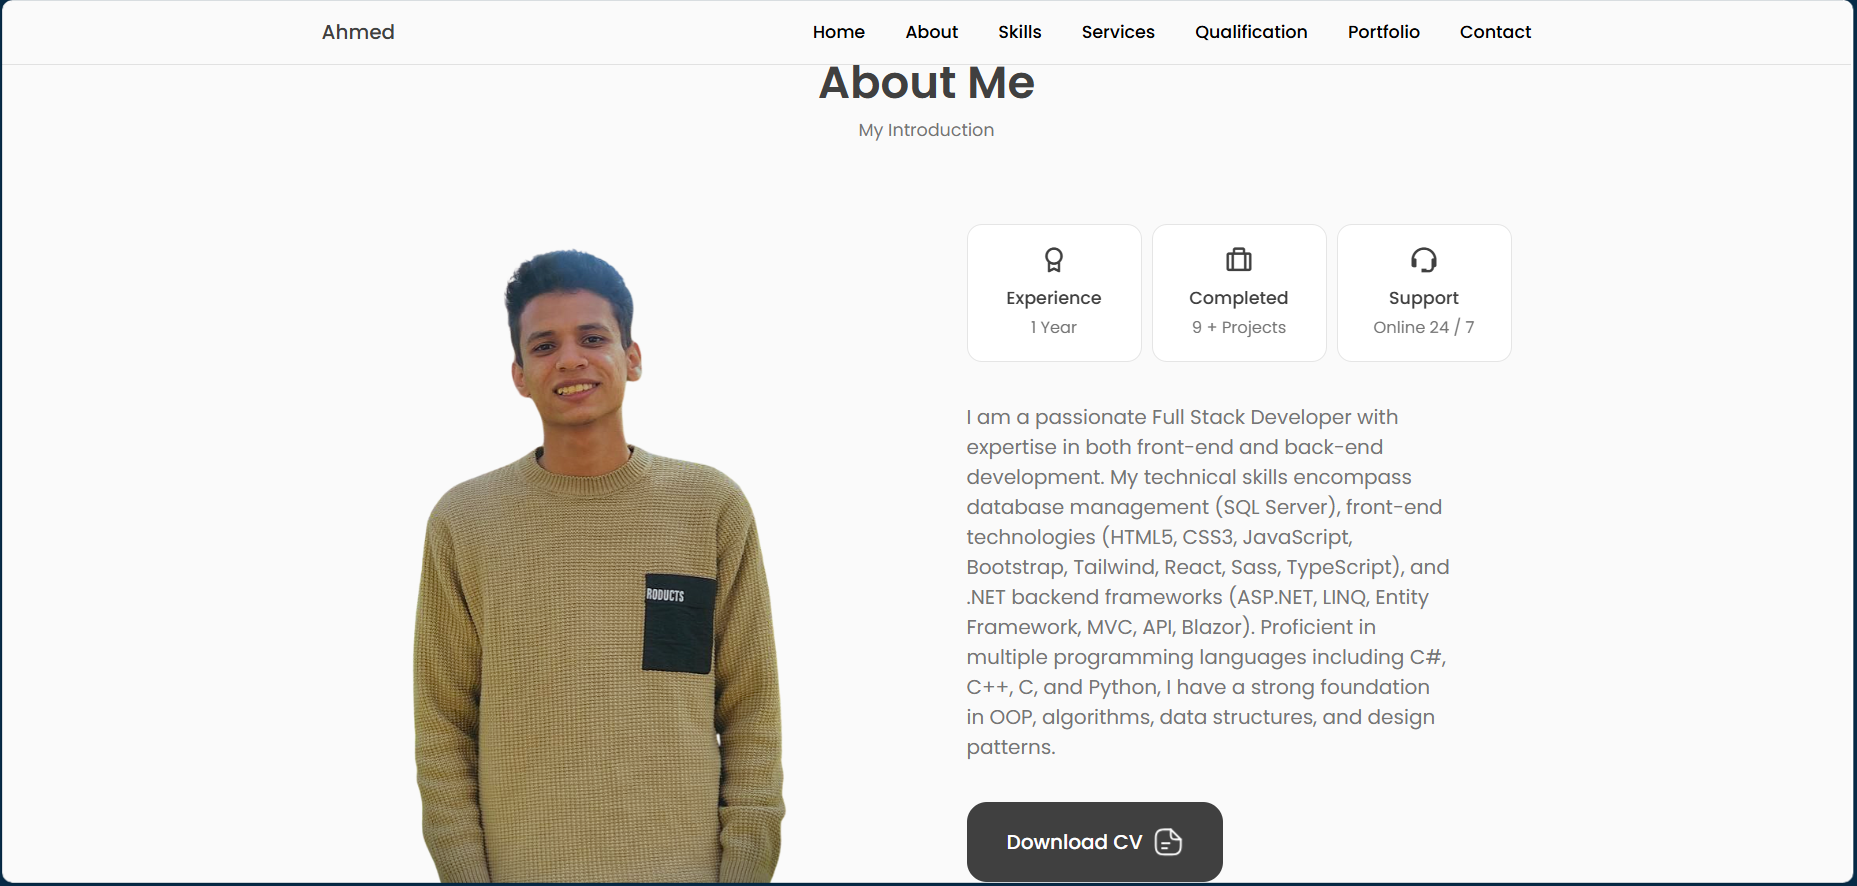 Ahmed
Home About Skills Services Qualification Portfolio Contact
About Me
My Introduction
Experience
1 Year
Completed
9 + Projects
Support
Online 24 / 7
I am a passionate Full Stack Developer with
expertise in both front-end and back-end
development. My technical skills encompass
database management (SQL Server), front-end
technologies (HTML5, CSS3, JavaScript,
Bootstrap, Tailwind, React, Sass, TypeScript), and
.NET backend frameworks (ASP.NET, LINQ, Entity
Framework, MVC, API, Blazor). Proficient in
multiple programming languages including C#,
C++, C, and Python, I have a strong foundation
in OOP, algorithms, data structures, and design
patterns.
RODUCTS
Download CV